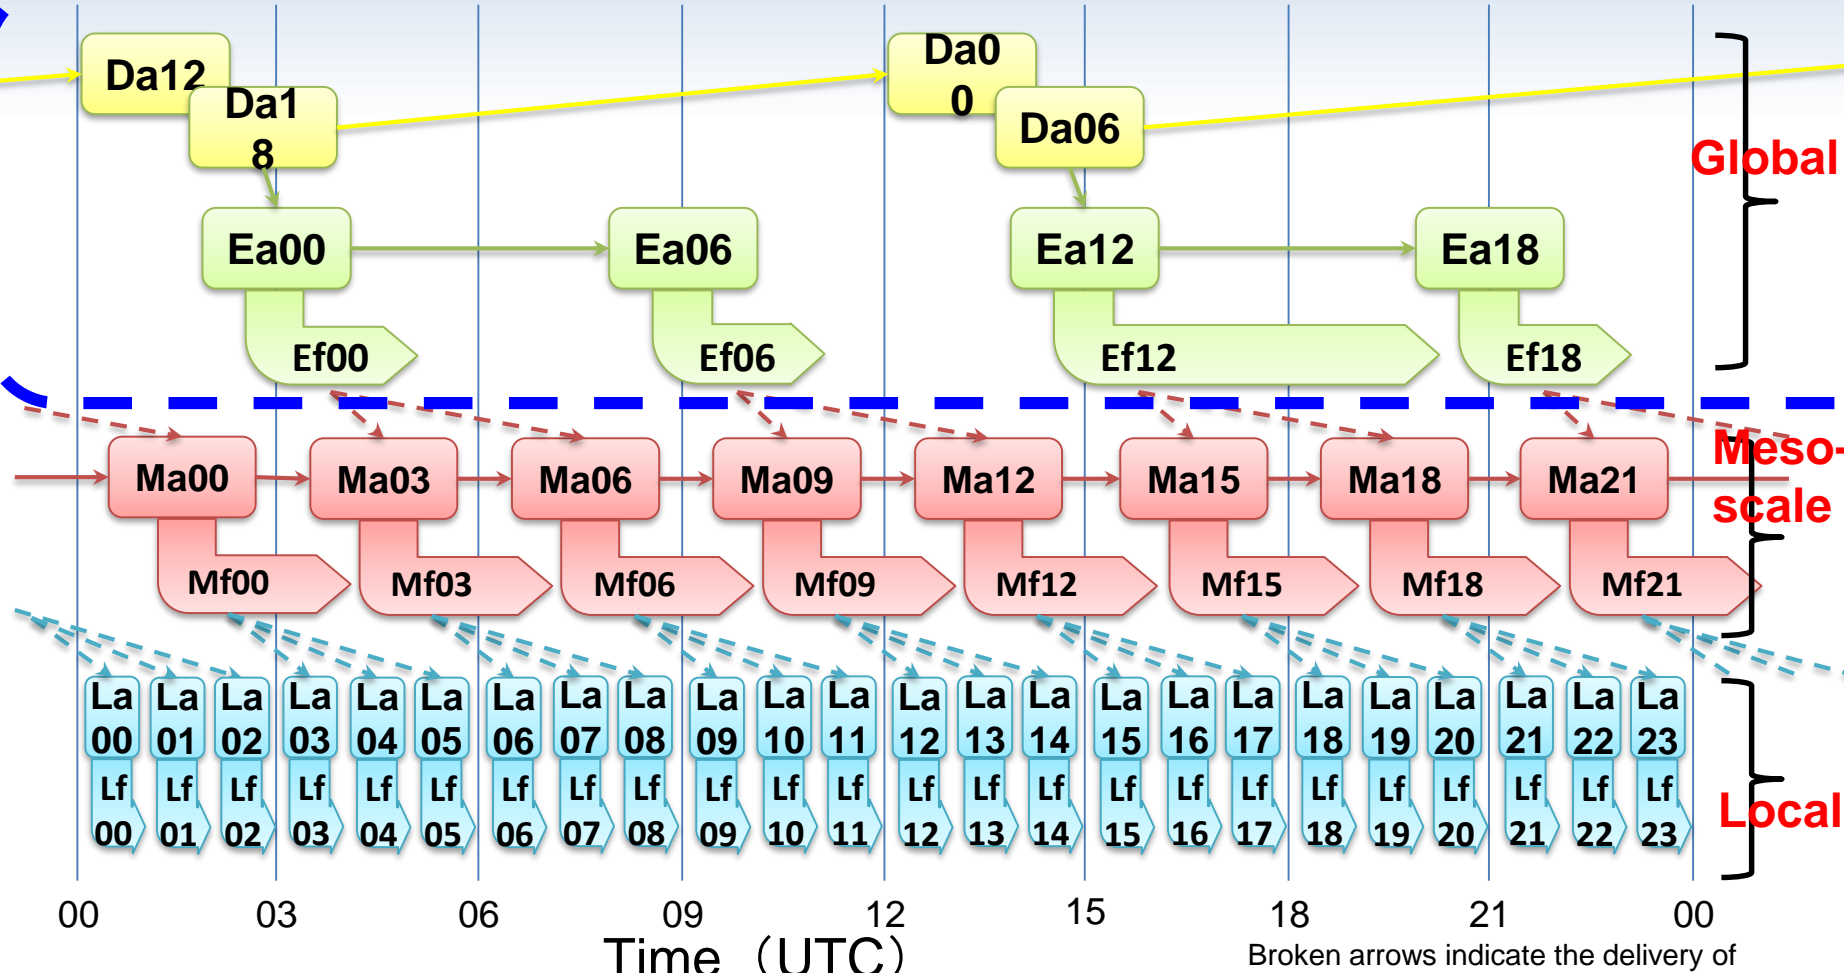 Da12
Da1
8
Da0
0
Da06
Global
Ea00
Ea06
Ea12
Ea18
Ef00
Ef06
Ef12
Ef18
Ma00
Ma03
Ma06
Ma09
Ma12
Ma15
Ma18
Ma21
Meso-
scale
Mf00
Mf03
Mf06
Mf09
Mf12
Mf15
Mf18
Mf21
La La La La La La La La La La La La La La La La La La La La La La La La
00 01 02 03 04 05 06 07 08 09 10 11 12 13 14 15 16 17 18 19 20 21 22 23
Lf Lf Lf Lf Lf Lf Lf Lf Lf Lf Lf Lf Lf Lf Lf Lf Lf Lf Lf Lf Lf Lf Lf Lf
00 01 02 03 04 05 06 07 08 09 10 11 12 13 14 15 16 17 18 19 20 21 22 23
Local
00 03 06 09 12 15 18 21 00
Time（UTC）
Broken arrows indicate the delivery of